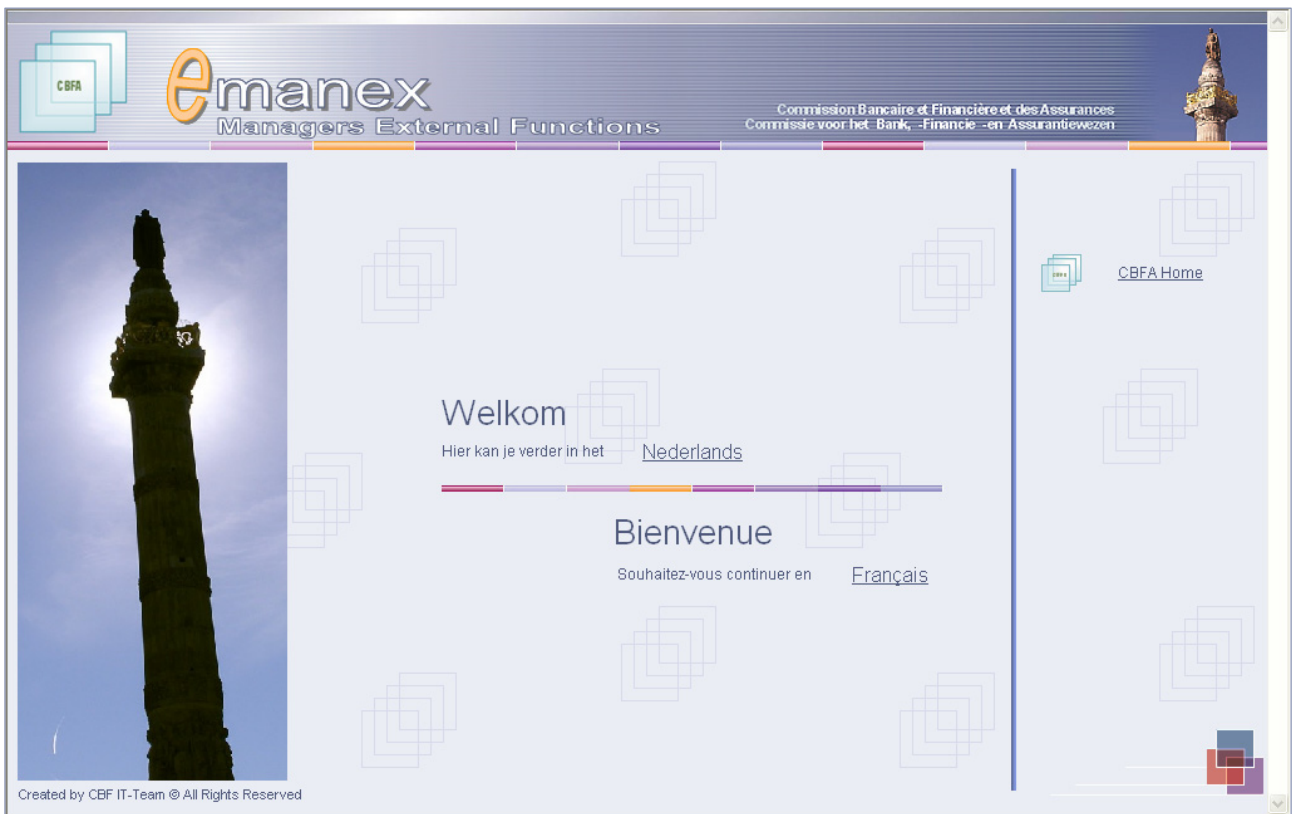 CBFA
emanex
Managers External Functions
Commission Bancaire et Financière et des Assurances
Commissie voor het Bank, -Financie -en Assurantiewezen
CBFA
CBFA Home
Welkom
Hier kan je verder in het Nederlands
Bienvenue
Souhaitez-vous continuer en Français
Created by CBF IT-Team © All Rights Reserved